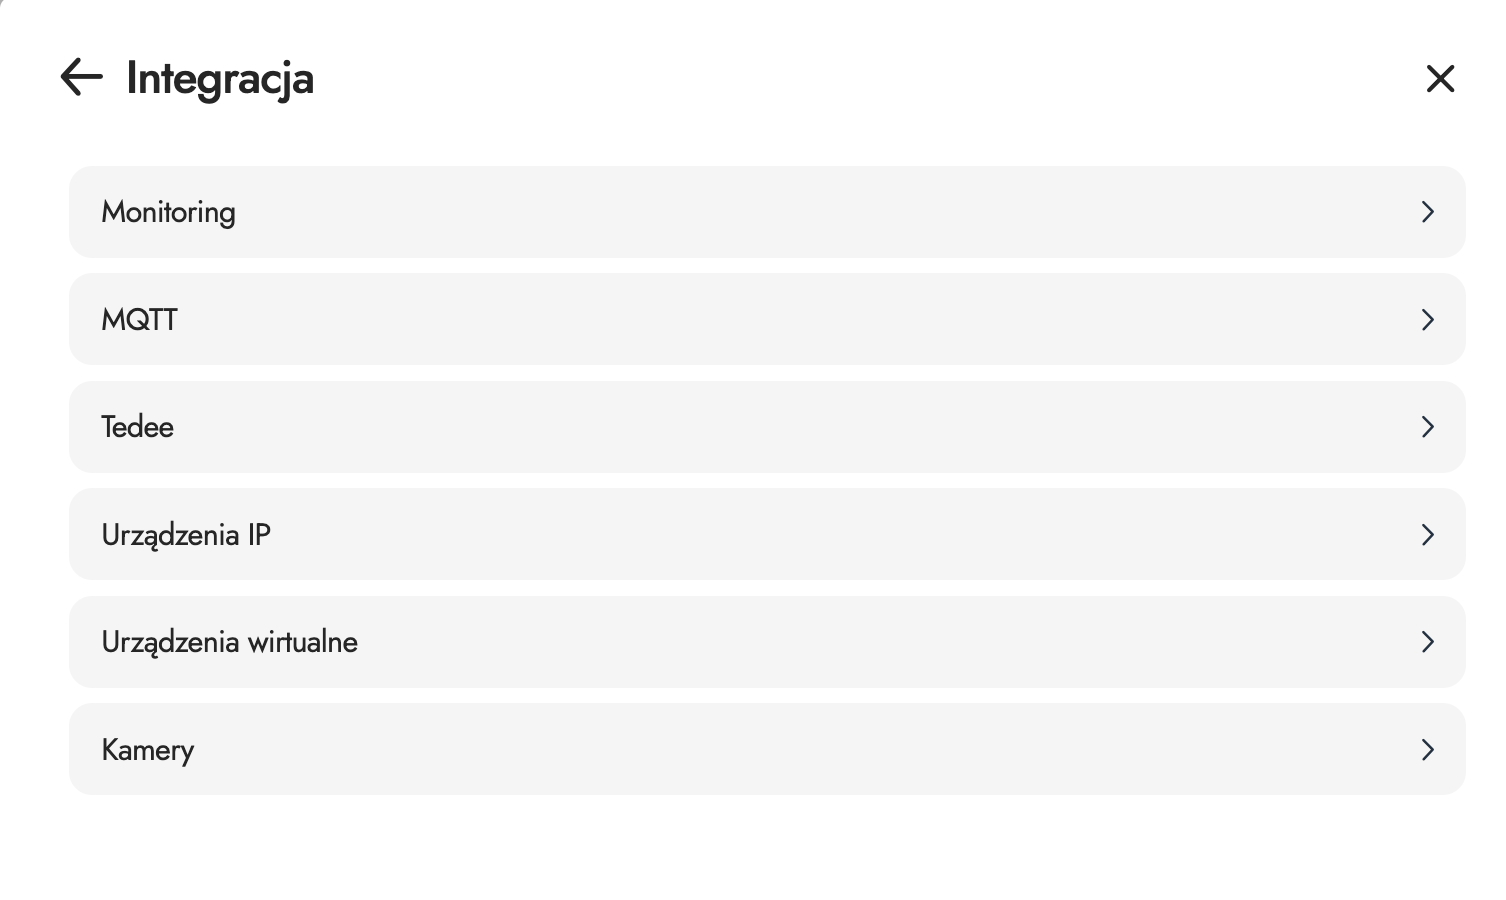 Integracja
Monitoring
MQTT
Tedee
Urządzenia IP
Urządzenia wirtualne
Kamery